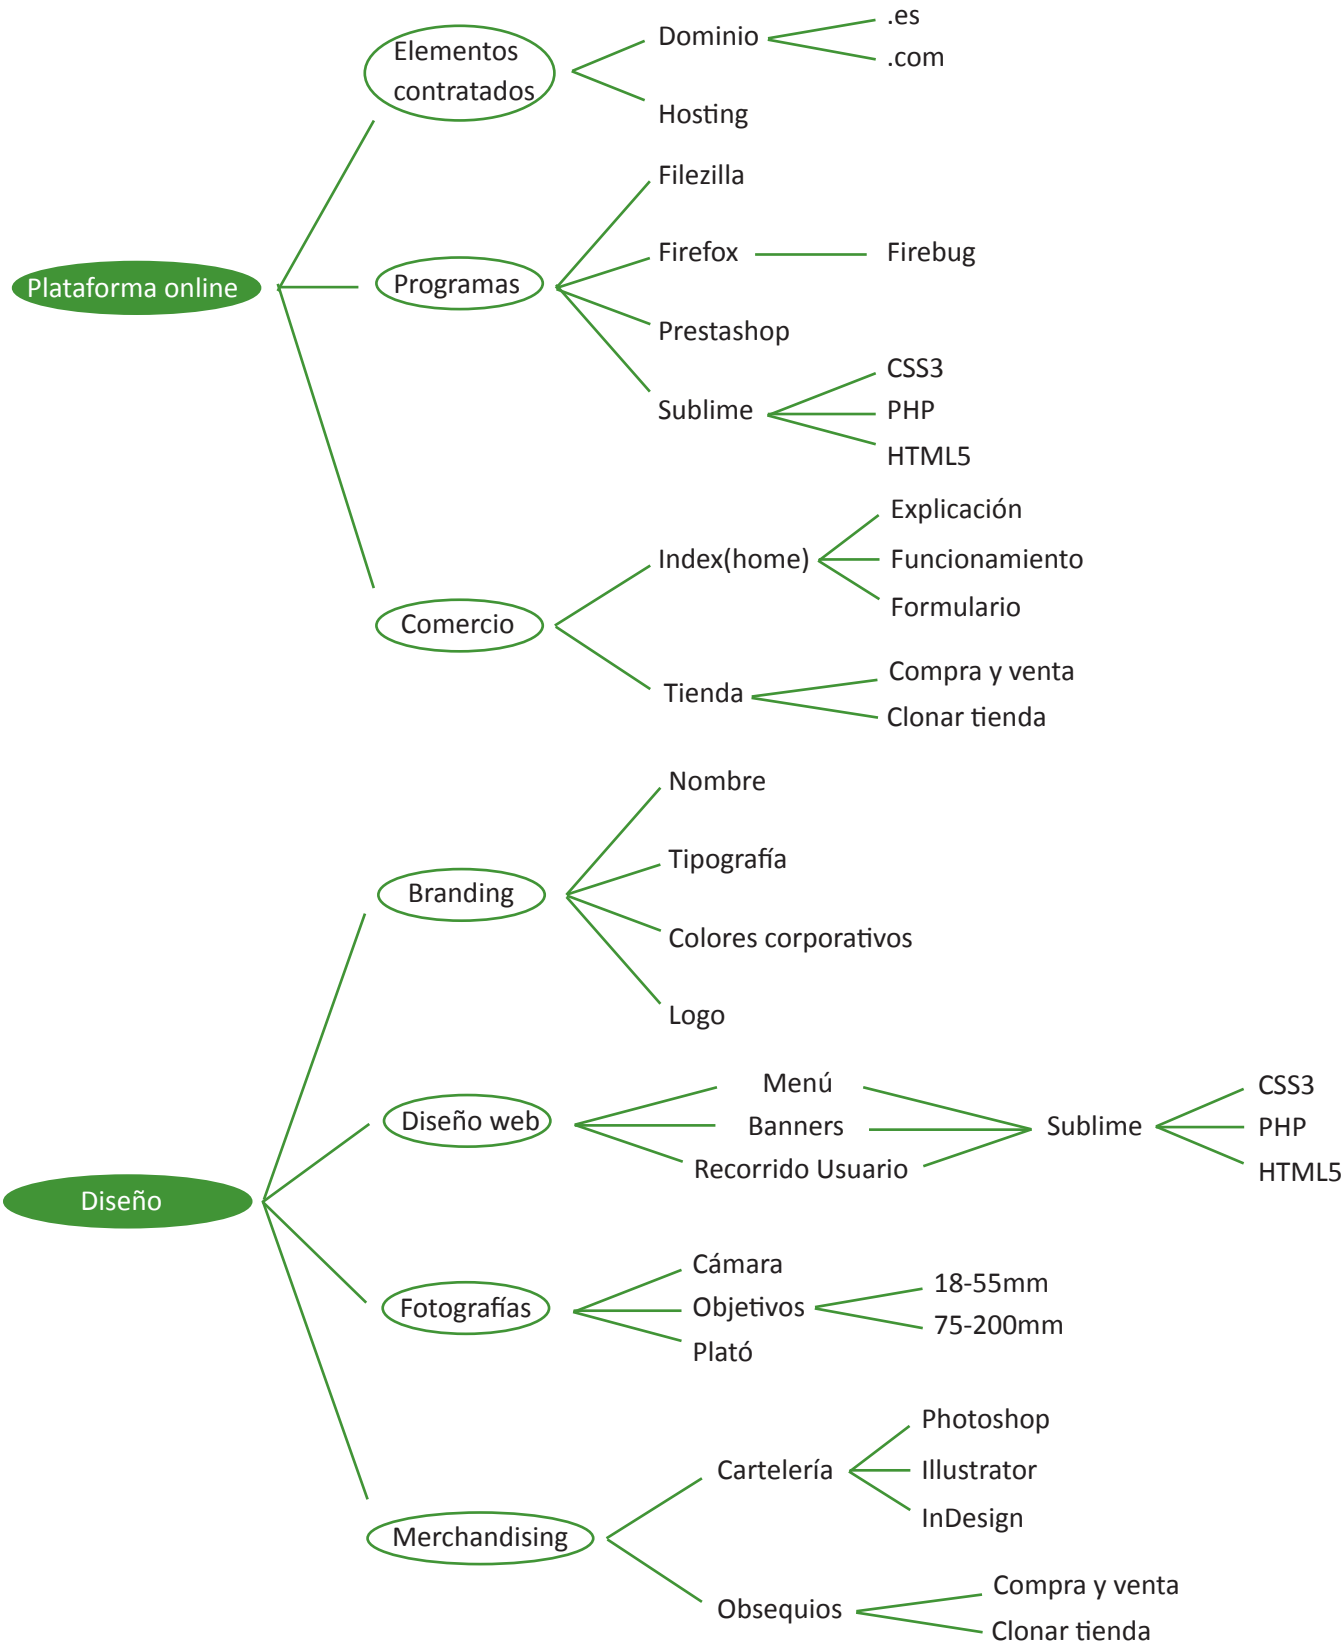 Plataforma online
Elementos
contratados
Dominio
.es
.com
Hosting
Programas
Filezilla
Firefox
Firebug
Prestashop
Sublime
CSS3
PHP
HTML5
Comercio
Index(home)
Explicación
Funcionamiento
Formulario
Tienda
Compra y venta
Clonar tienda
Diseño
Branding
Nombre
Tipografía
Colores corporativos
Logo
Diseño web
Menú
Banners
Recorrido Usuario
Sublime
CSS3
PHP
HTML5
Fotografías
Cámara
Objetivos
18-55mm
75-200mm
Plató
Merchandising
Cartelería
Photoshop
Illustrator
InDesign
Obsequios
Compra y venta
Clonar tienda